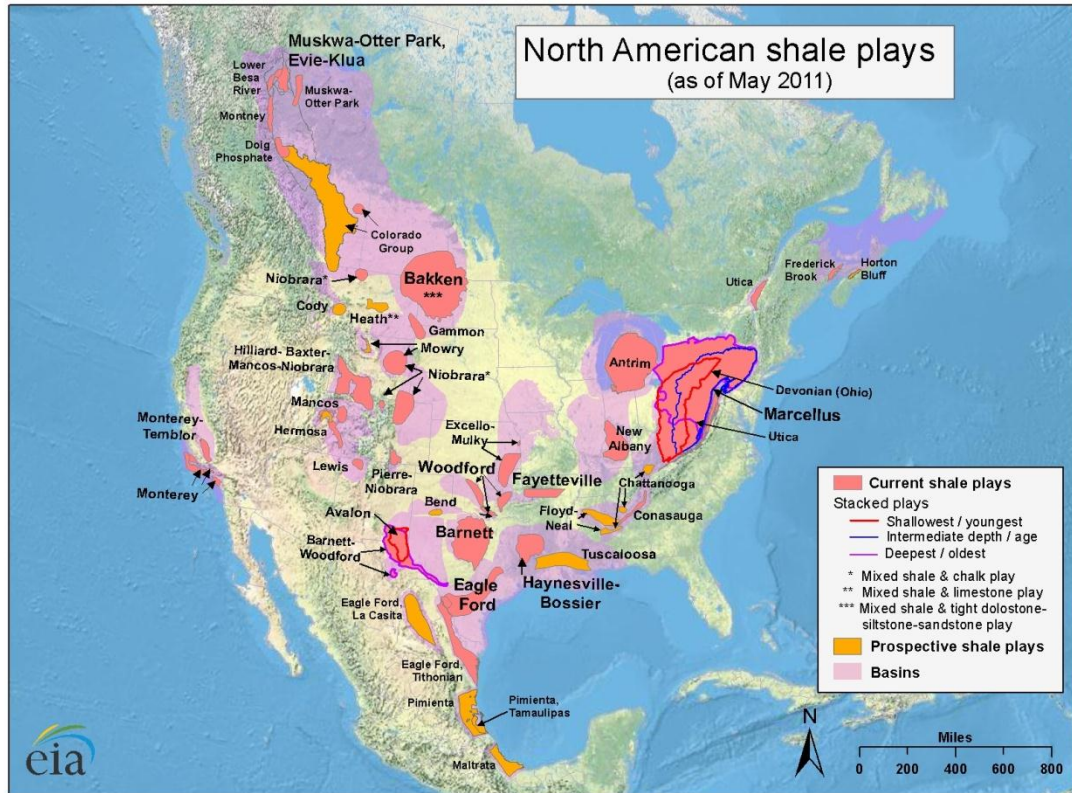 North American shale plays
(as of May 2011)
Muskwa-Otter Park,
Evie-Klua
Lower
Besa
River
Muskwa-
Otter Park
Montney
Doig
Phosphate
Colorado
Group
Niobrara*
Bakken
***
Cody
Heath**
Gammon
Mowry
Hilliard- Baxter-
Mancos-Niobrara
Niobrara*
Mancos
Hermosa
Monterey-
Temblor
Monterey
Lewis
Pierre-
Niobrara
Excello-
Mulky
Woodford
Bend
Fayetteville
New
Albany
Antrim
Utica
Frederick
Brook
Horton
Bluff
Devonian (Ohio)
Marcellus
Utica
Chattanooga
Floyd-
Neal
Conasauga
Tuscaloosa
Avalon
Barnett-
Woodford
Barnett
Haynesville-
Bossier
Eagle
Ford
Eagle Ford,
La Casita
Eagle Ford,
Tithonian
Pimienta
Pimienta,
Tamaulipas
Maltrata
Current shale plays
Stacked plays
Shallowest / youngest
Intermediate depth / age
Deepest / oldest
* Mixed shale & chalk play
** Mixed shale & limestone play
*** Mixed shale & tight dolostone-
siltstone-sandstone play
Prospective shale plays
Basins
N
Miles
0 200 400 600 800
eia